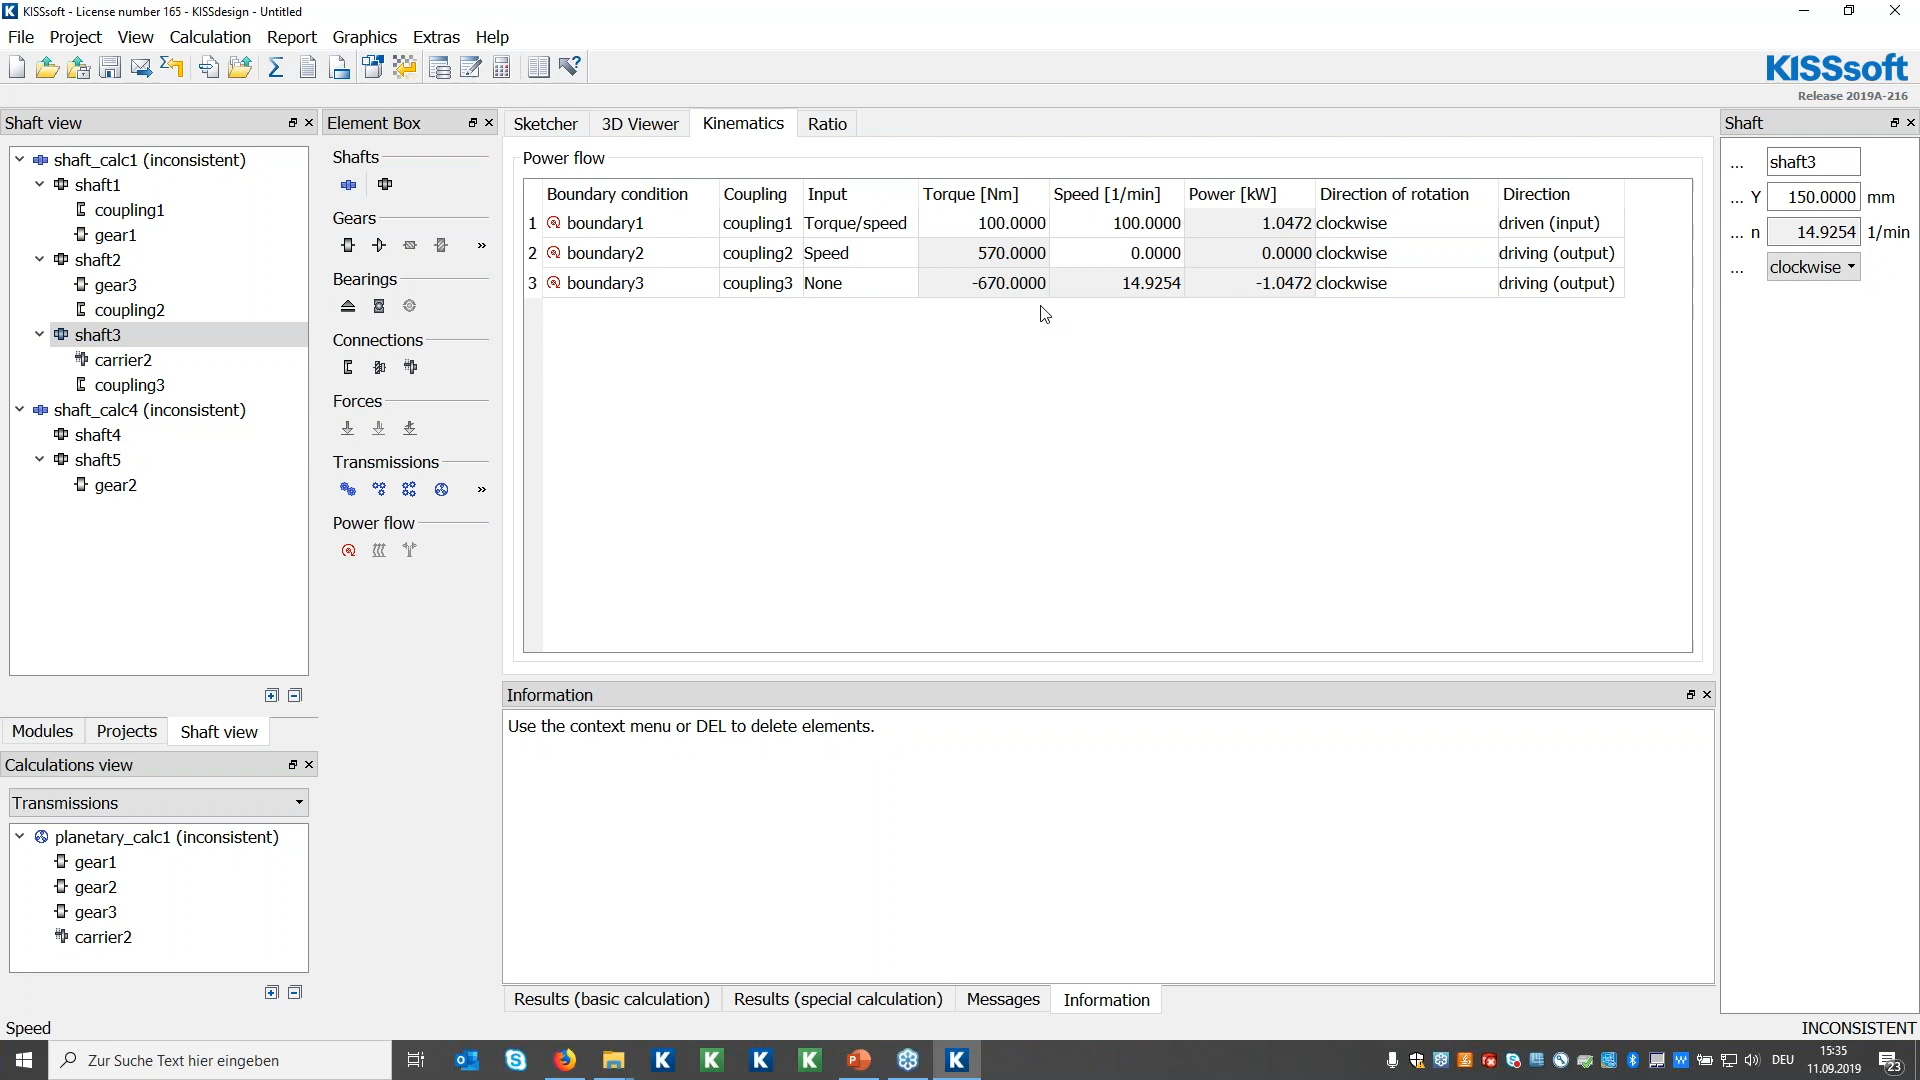 KISSsoft - License number 165 - KISSdesign - Untitled
File Project View Calculation Report Graphics Extras Help
KISSsoft
Release 2019A-216
Shaft view
shaft_calc1 (inconsistent)
shaft1
coupling1
gear1
shaft2
gear3
coupling2
shaft3
carrier2
coupling3
shaft_calc4 (inconsistent)
shaft4
shaft5
gear2
Modules Projects Shaft view
Calculations view
Transmissions
planetary_calc1 (inconsistent)
gear1
gear2
gear3
carrier2
Element Box
Shafts
Gears
»
Bearings
Connections
Forces
Transmissions
»
Power flow
Sketcher 3D Viewer Kinematics Ratio
Power flow
Boundary condition Coupling Input Torque [Nm] Speed [1/min] Power [kW] Direction of rotation Direction
1 boundary1 coupling1 Torque/speed 100.0000 100.0000 1.0472 clockwise driven (input)
2 boundary2 coupling2 Speed 570.0000 0.0000 0.0000 clockwise driving (output)
3 boundary3 coupling3 None -670.0000 14.9254 -1.0472 clockwise driving (output)
Information
Use the context menu or DEL to delete elements.
Results (basic calculation) Results (special calculation) Messages Information
Shaft
... shaft3
... Y 150.0000 mm
... n 14.9254 1/min
... clockwise
Speed
INCONSISTENT
Zur Suche Text hier eingeben
DEU
15:35
11.09.2019
23